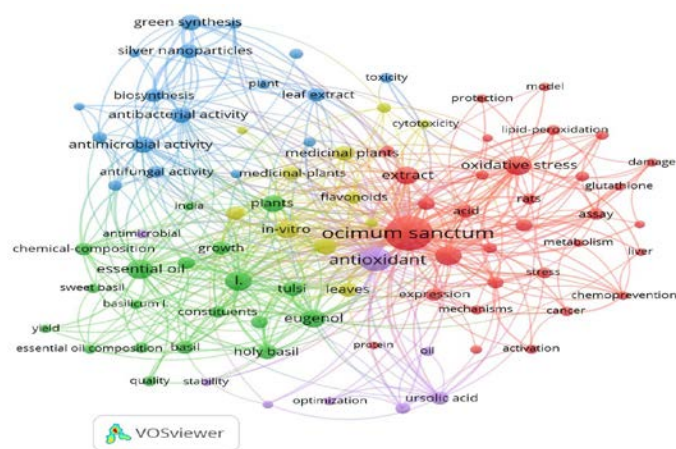 green synthesis
silver nanoparticles
toxicity
plant
model
biosynthesis
leaf extract
protection
antibacterial activity
cytotoxicity
lipid-peroxidation
antimicrobial activity
medicinal plants
oxidative stress
damage
antifungal activity
medicinal-plants
extract
glutathione
flavonoids
rats
india
plants
acid
assay
antimicrobial
in-vitro
ocimum sanctum
chemical-composition
growth
metabolism
liver
essential oil
antioxidant
l.
stress
sweet basil
tulsi
leaves
expression
chemoprevention
basilicum l.
constituents
mechanisms
cancer
yield
eugenol
essential oil composition
basil
holy basil
protein
oil
activation
quality
stability
optimization
ursolic acid
VOSviewer